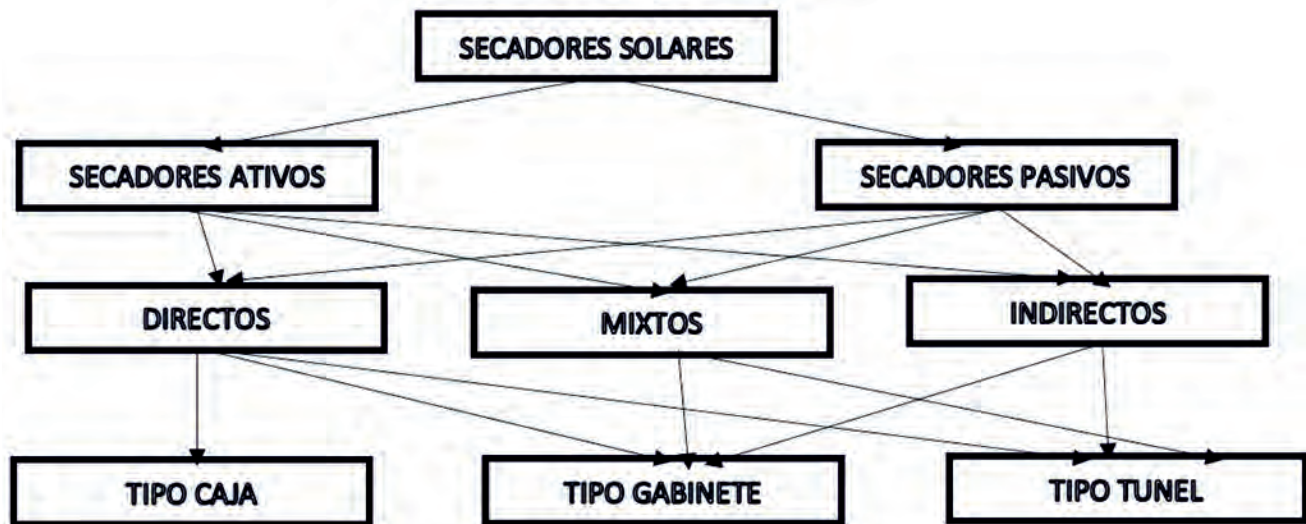 SECADORES SOLARES
SECADORES ATIVOS
SECADORES PASIVOS
DIRECTOS
MIXTOS
INDIRECTOS
TIPO CAJA
TIPO GABINETE
TIPO TUNEL